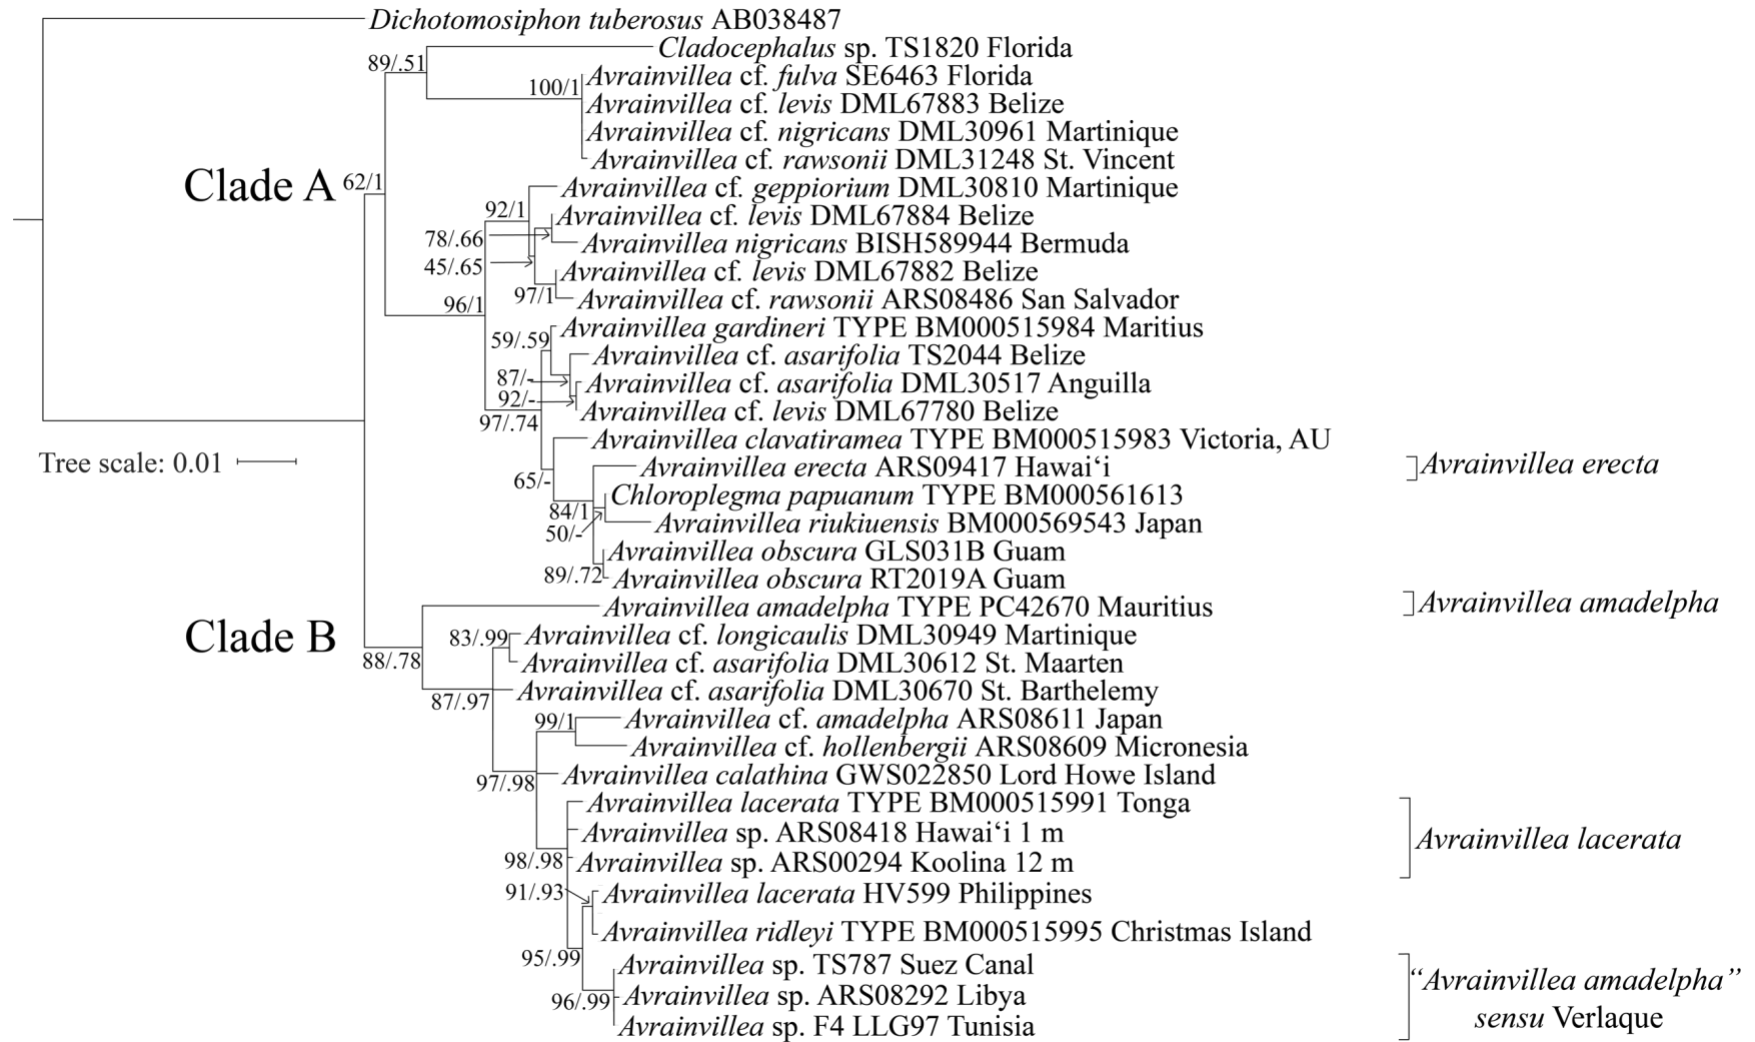 Dichotomosiphon tuberosus AB038487
Cladocephalus sp. TS1820 Florida
89/.51
Avrainvillea cf. fulva SE6463 Florida
100/1
Avrainvillea cf. levis DML67883 Belize
Avrainvillea cf. nigricans DML30961 Martinique
Avrainvillea cf. rawsonii DML31248 St. Vincent
Clade A
62/1
Avrainvillea cf. geppiorium DML30810 Martinique
92/1
Avrainvillea cf. levis DML67884 Belize
78/.66
Avrainvillea nigricans BISH589944 Bermuda
45/.65
Avrainvillea cf. levis DML67882 Belize
97/1
Avrainvillea cf. rawsonii ARS08486 San Salvador
96/1
Avrainvillea gardineri TYPE BM000515984 Maritius
59/.59
Avrainvillea cf. asarifolia TS2044 Belize
87/-
Avrainvillea cf. asarifolia DML30517 Anguilla
92/-
Avrainvillea cf. levis DML67780 Belize
97/.74
Avrainvillea clavatiramea TYPE BM000515983 Victoria, AU
Tree scale: 0.01
Avrainvillea erecta ARS09417 Hawai‘i
Avrainvillea erecta
65/-
Chloroplegma papuanum TYPE BM000561613
84/1
Avrainvillea riukiuensis BM000569543 Japan
50/-
Avrainvillea obscura GLS031B Guam
89/.72
Avrainvillea obscura RT2019A Guam
Avrainvillea amadelpha TYPE PC42670 Mauritius
Avrainvillea amadelpha
Clade B
83/.99
Avrainvillea cf. longicaulis DML30949 Martinique
88/.78
Avrainvillea cf. asarifolia DML30612 St. Maarten
Avrainvillea cf. asarifolia DML30670 St. Barthelemy
87/.97
Avrainvillea cf. amadelpha ARS08611 Japan
99/1
Avrainvillea cf. hollenbergii ARS08609 Micronesia
Avrainvillea calathina GWS022850 Lord Howe Island
97/.98
Avrainvillea lacerata TYPE BM000515991 Tonga
Avrainvillea sp. ARS08418 Hawai‘i 1 m
Avrainvillea lacerata
98/.98
Avrainvillea sp. ARS00294 Koolina 12 m
91/.93
Avrainvillea lacerata HV599 Philippines
Avrainvillea ridleyi TYPE BM000515995 Christmas Island
95/.99
Avrainvillea sp. TS787 Suez Canal
“Avrainvillea amadelpha”
sensu Verlaque
96/.99
Avrainvillea sp. ARS08292 Libya
Avrainvillea sp. F4 LLG97 Tunisia